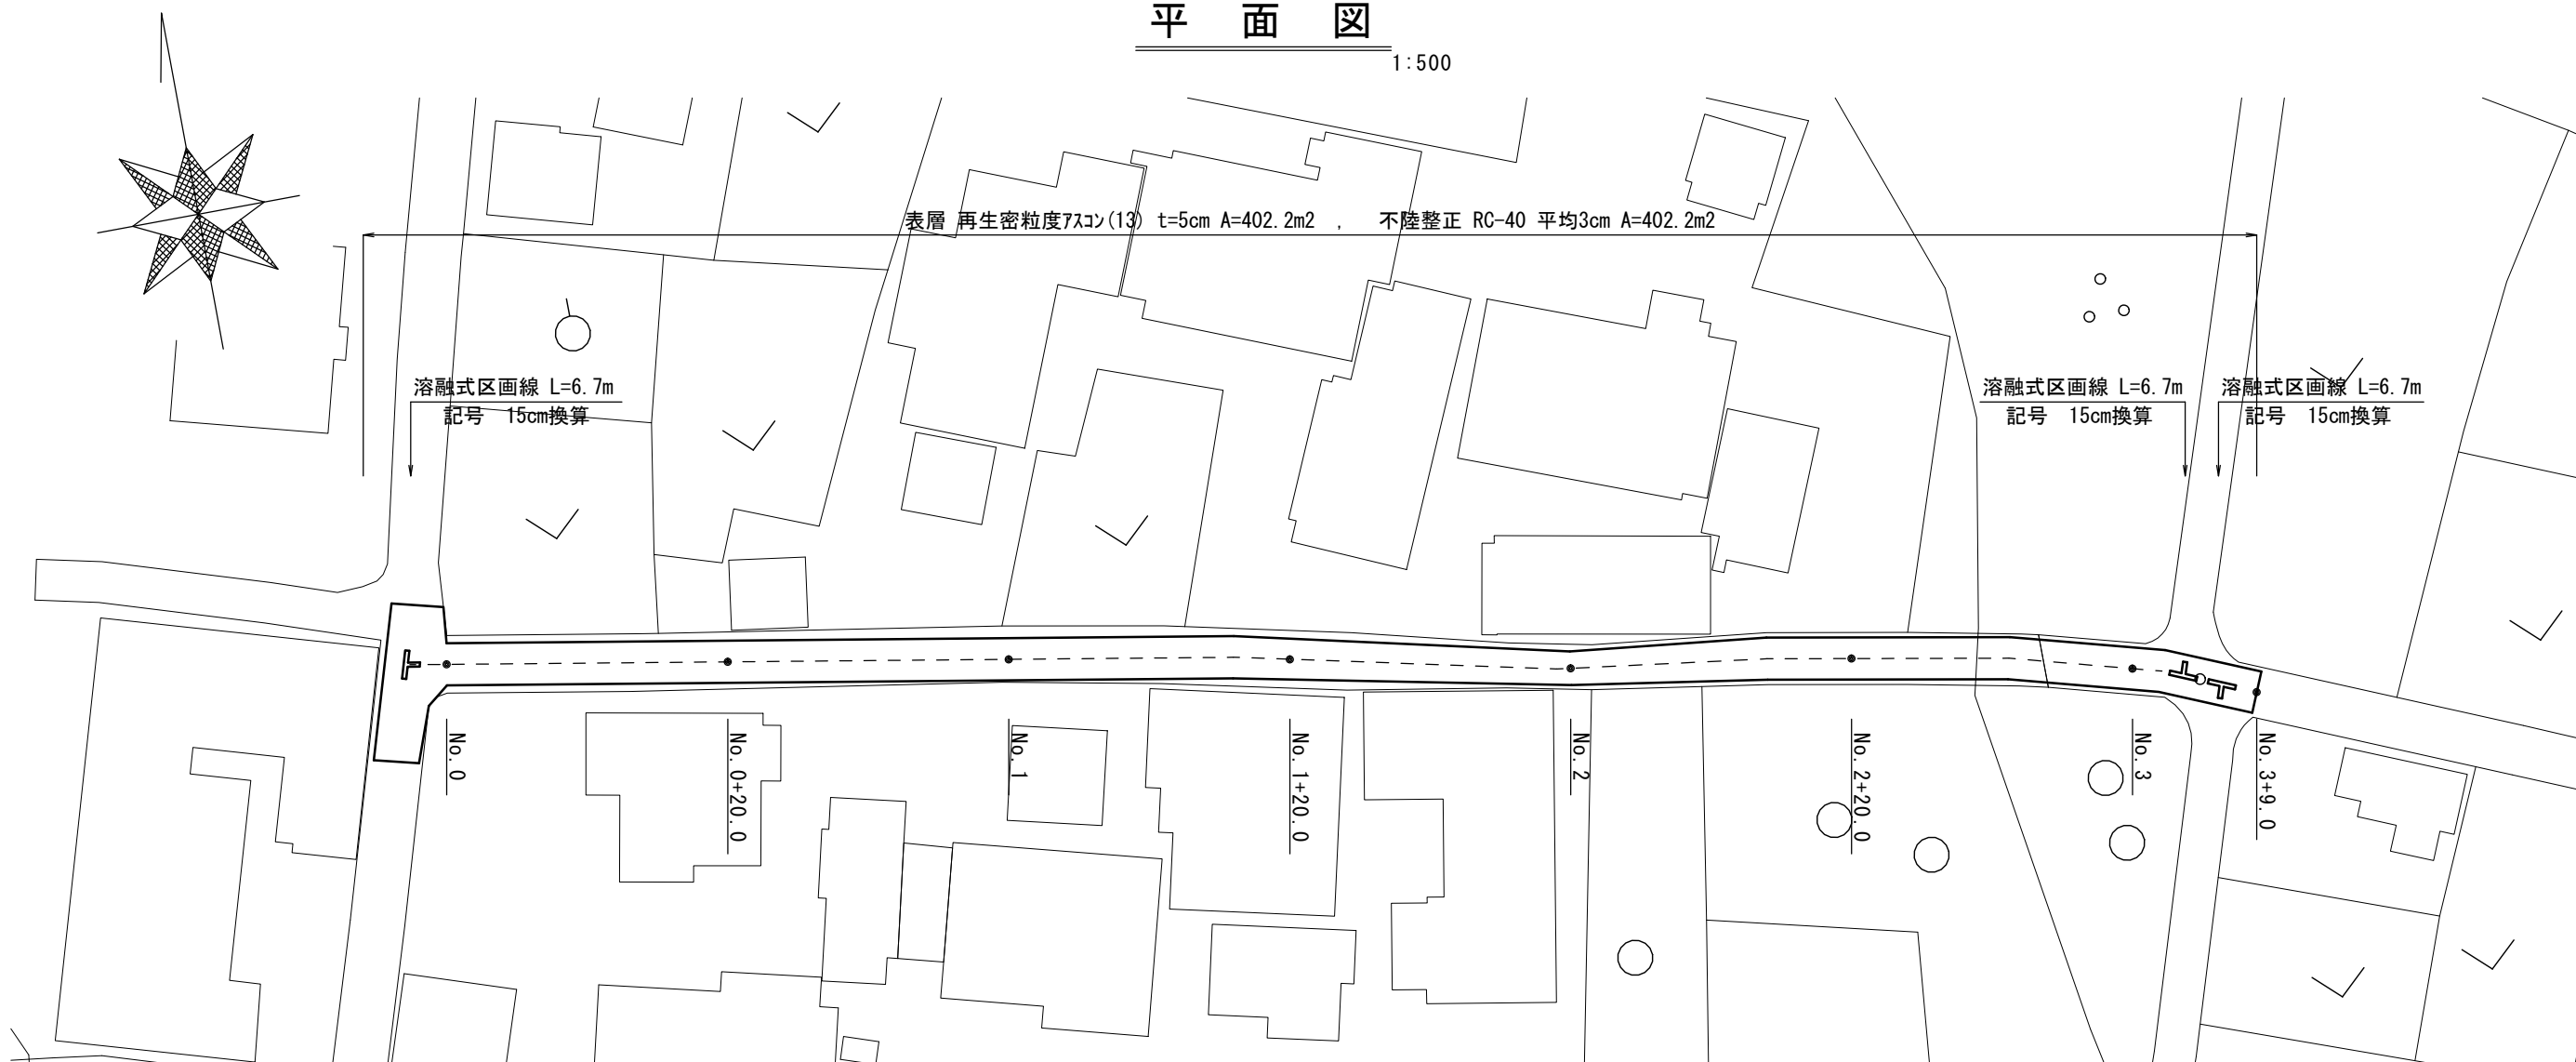 平 面 図
1:500
表層 再生密粒度ｱｽｺﾝ(13) t=5cm A=402.2m2 , 不陸整正 RC-40 平均3cm A=402.2m2
溶融式区画線 L=6.7m
記号 15cm換算
溶融式区画線 L=6.7m
記号 15cm換算
溶融式区画線 L=6.7m
記号 15cm換算
No.0
No.0+20.0
No.1
No.1+20.0
No.2
No.2+20.0
No.3
No.3+9.0